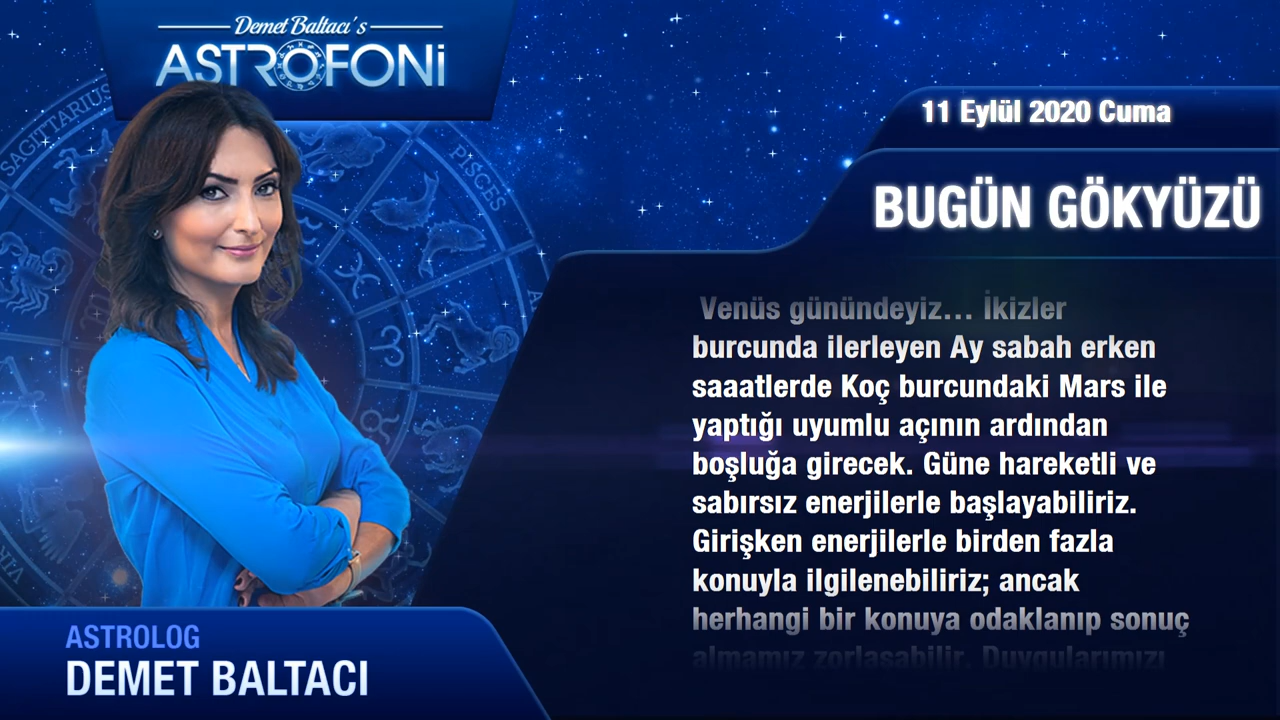 Demet Baltacı's
ASTROFONİ
11 Eylül 2020 Cuma
BUGÜN GÖKYÜZÜ
SAGITTARIUS
PISCES
Venüs günündeyiz... İkizler
burcunda ilerleyen Ay sabah erken
saaatlerde Koç burcundaki Mars ile
yaptığı uyumlu açının ardından
boşluğa girecek. Güne hareketli ve
sabırsız enerjilerle başlayabiliriz.
Girişken enerjilerle birden fazla
konuyla ilgilenebiliriz; ancak
herhangi bir konuya odaklanıp sonuç
almamız zorlaşabilir. Duygularımızı
ASTROLOG
DEMET BALTACI